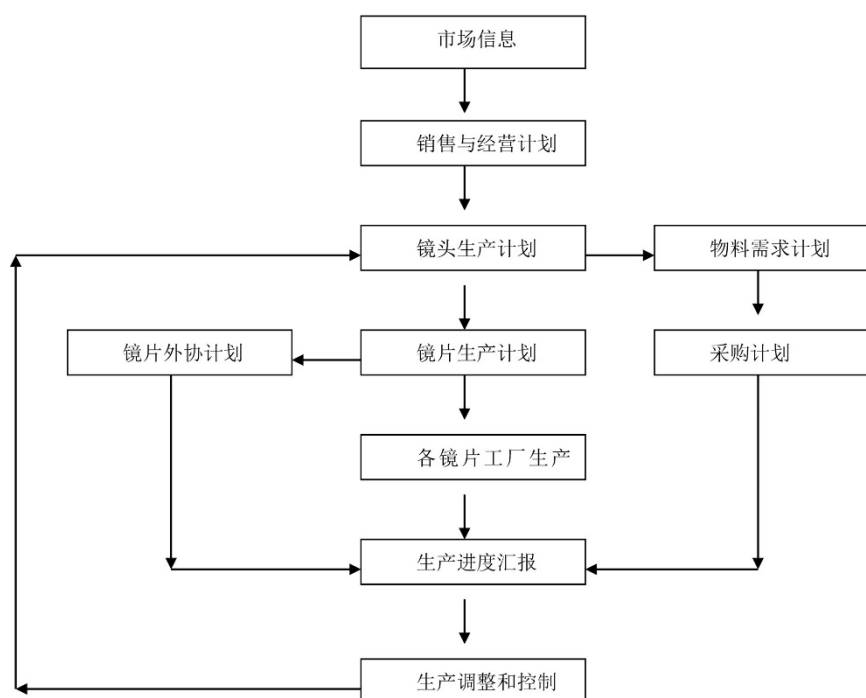 市场信息
销售与经营计划
镜头生产计划
物料需求计划
镜片外协计划
镜片生产计划
采购计划
各镜片工厂生产
生产进度汇报
生产调整和控制